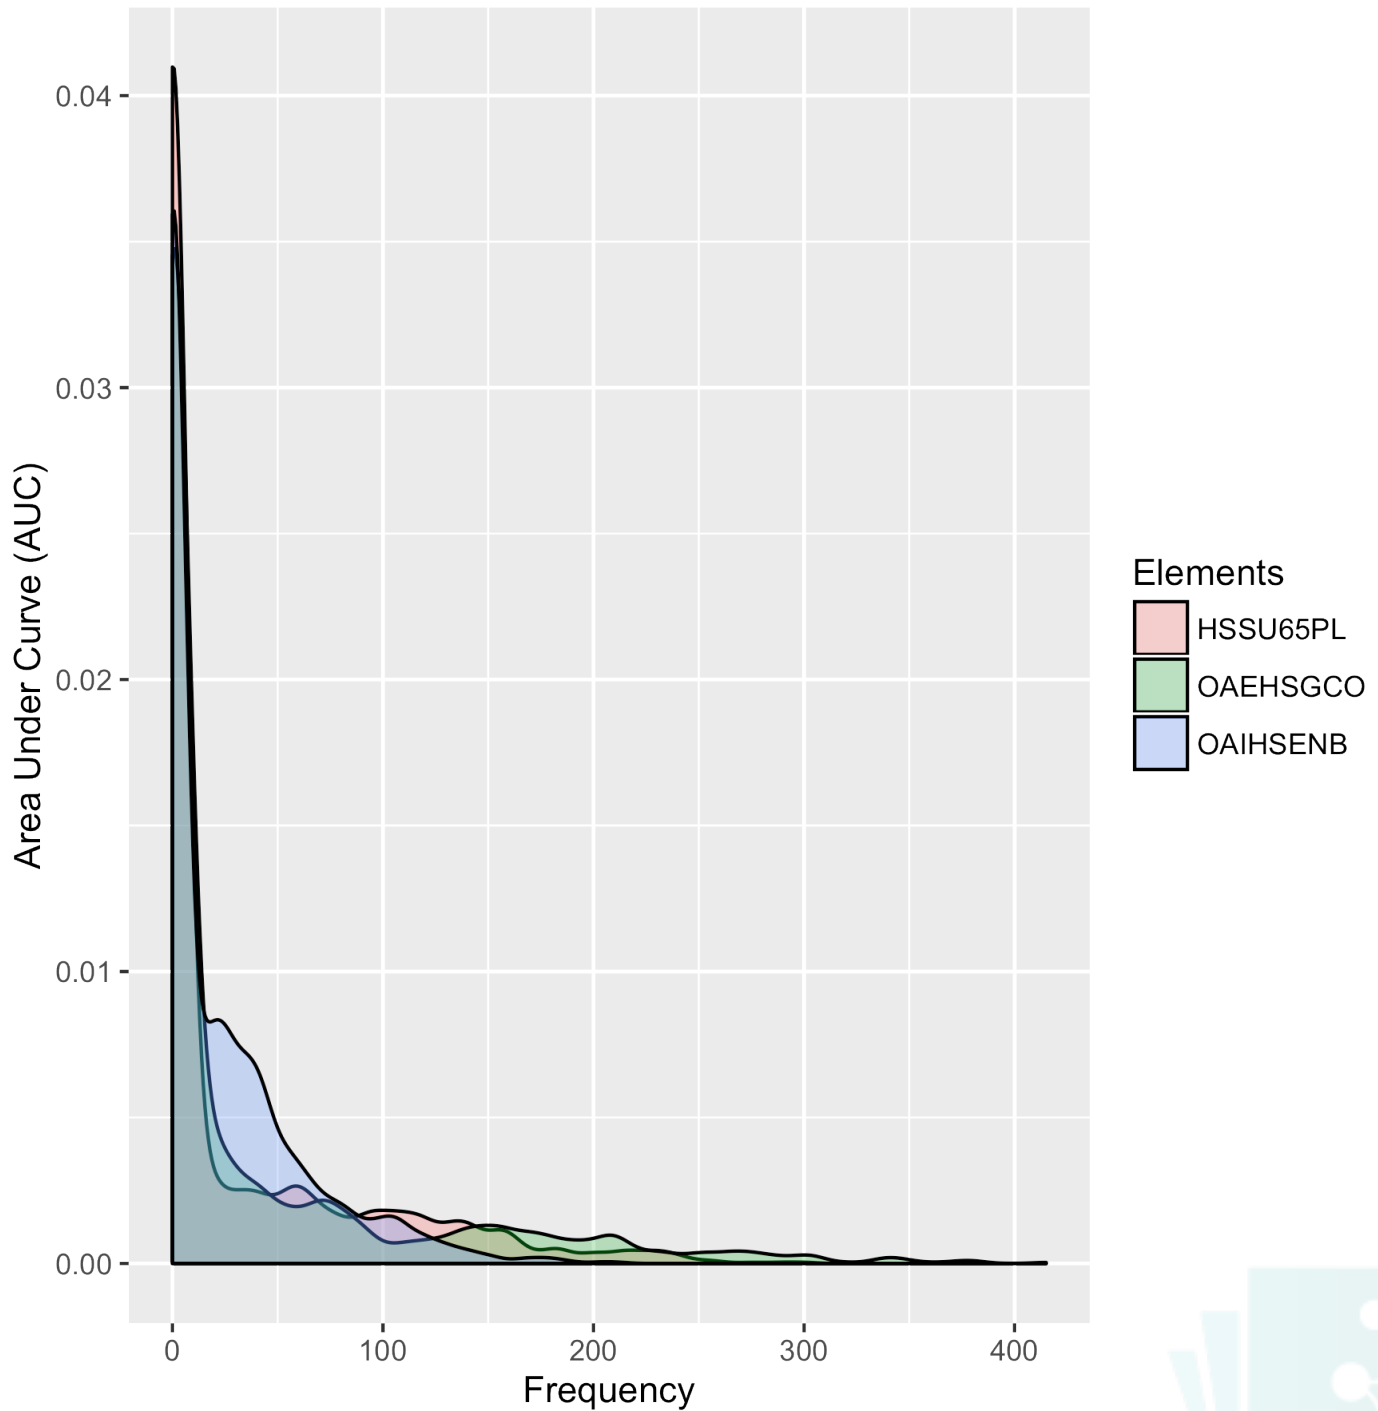 0.04
0.03
0.02
0.01
0.00
Area Under Curve (AUC)
0 100 200 300 400
Frequency
Elements
HSSU65PL
OAEHSGCO
OAIHSENB